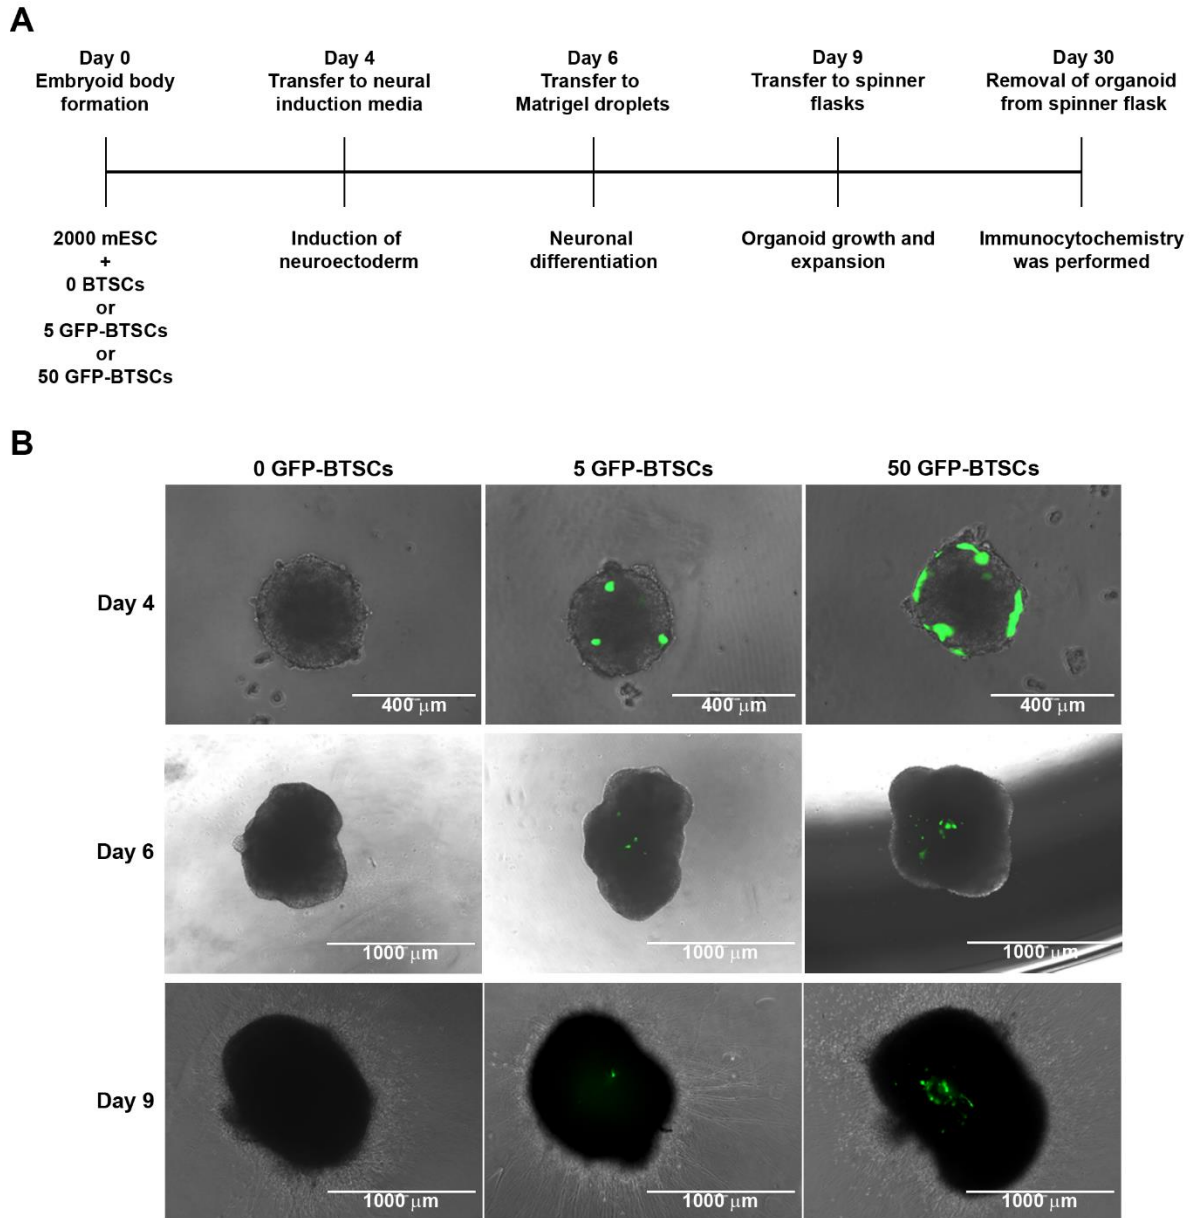 A
Day 0
Embryoid body
formation
Day 4
Transfer to neural
induction media
Day 6
Transfer to
Matrigel droplets
Day 9
Transfer to spinner
flasks
Day 30
Removal of organoid
from spinner flask
2000 mESC
+
0 BTSCs
or
5 GFP-BTSCs
or
50 GFP-BTSCs
Induction of
neuroectoderm
Neuronal
differentiation
Organoid growth and
expansion
Immunocytochemistry
was performed
B
0 GFP-BTSCs
5 GFP-BTSCs
50 GFP-BTSCs
Day 4
400 μm
400 μm
400 μm
Day 6
1000 μm
1000 μm
1000 μm
Day 9
1000 μm
1000 μm
1000 μm